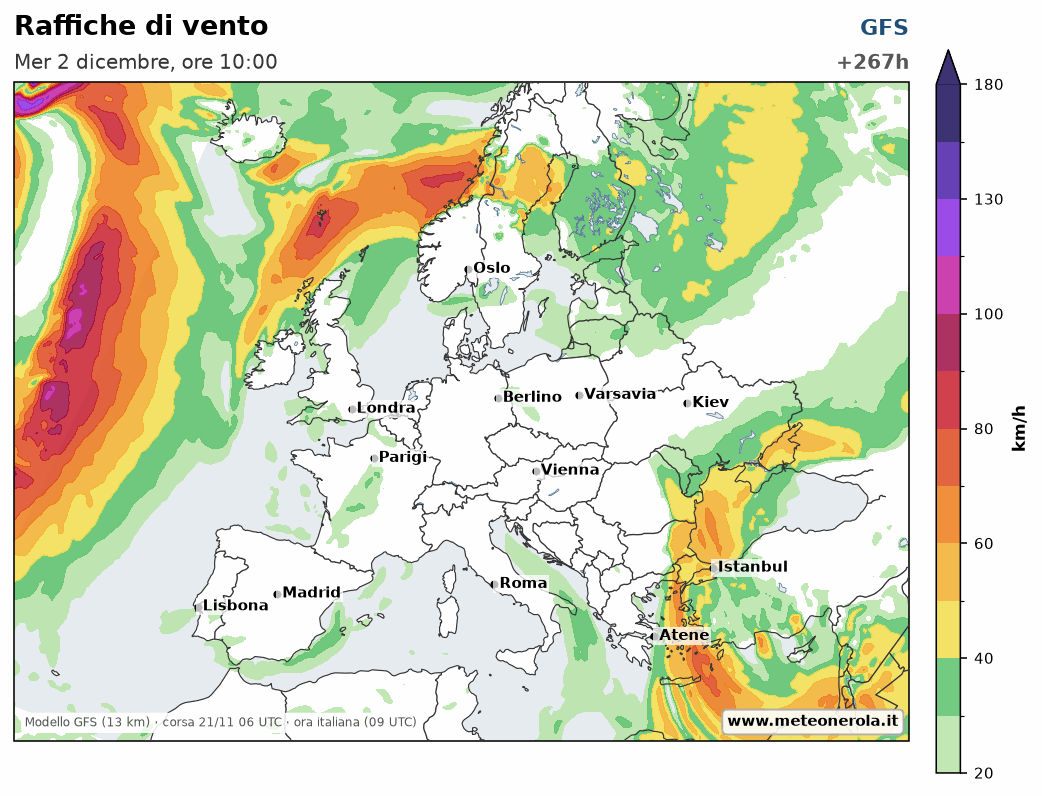 Raffiche di vento
GFS
Mer 2 dicembre, ore 10:00
+267h
180
130
100
80
60
40
20
km/h
Oslo
Berlino
Varsavia
Kiev
Londra
Parigi
Vienna
Istanbul
Roma
Madrid
Lisbona
Atene
Modello GFS (13 km) · corsa 21/11 06 UTC · ora italiana (09 UTC)
www.meteonerola.it